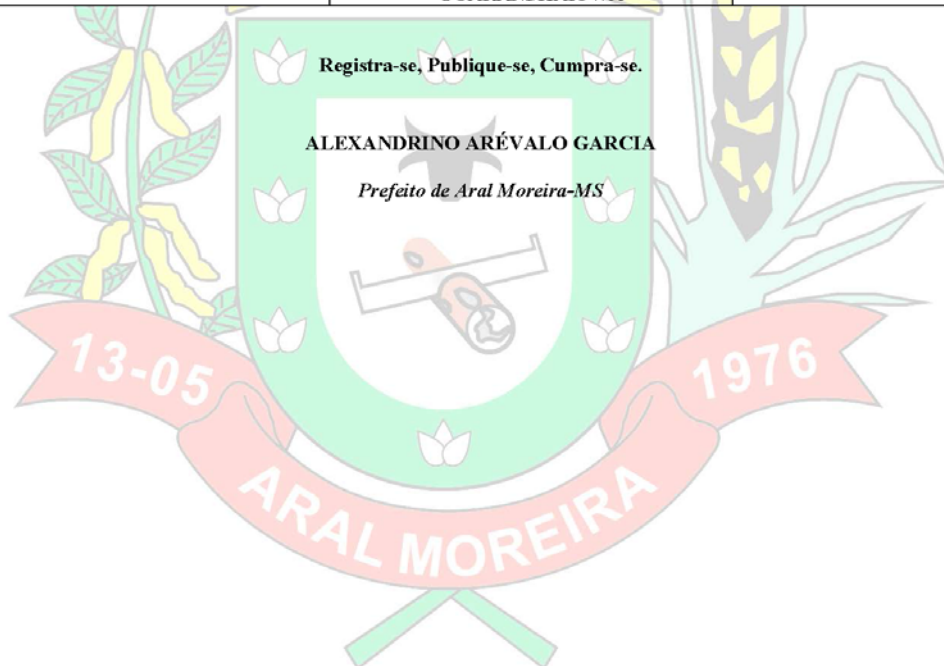 Registra-se, Publique-se, Cumpra-se.
ALEXANDRINO ARÉVALO GARCIA
Prefeito de Aral Moreira-MS
13-05
1976
ARAL MOREIRA